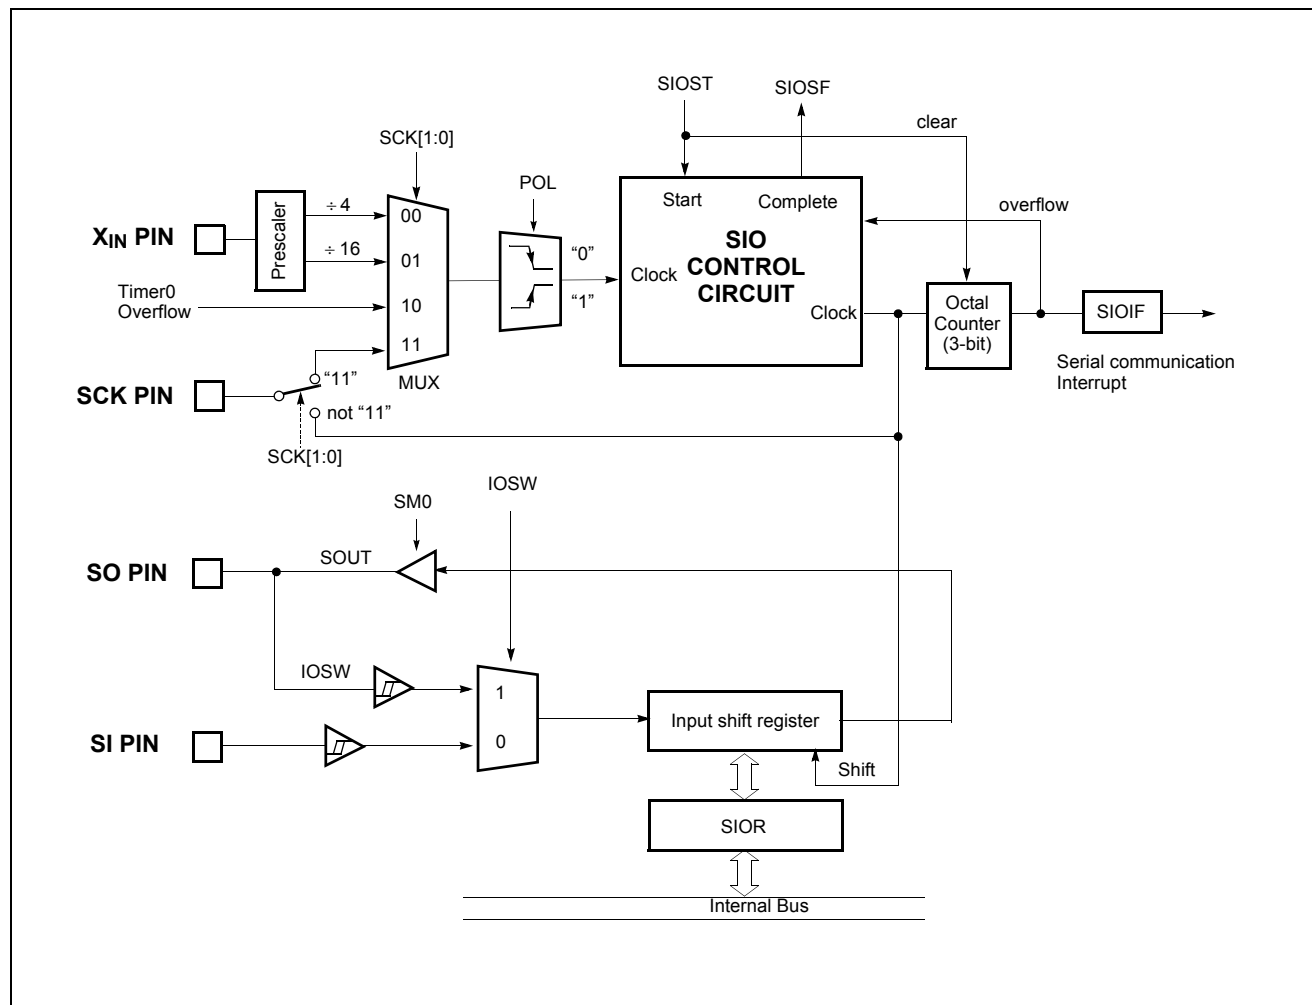 SIOST
SIOSF
clear
SCK[1:0]
POL
Start
Complete
overflow
÷ 4
00
XIN PIN
Prescaler
÷ 16
01
“0”
SIO
CONTROL
CIRCUIT
Clock
“1”
Timer0
Overflow
10
Clock
Octal
Counter
(3-bit)
SIOIF
11
MUX
Serial communication
Interrupt
SCK PIN
“11”
not “11”
SCK[1:0]
IOSW
SM0
SO PIN
SOUT
IOSW
1
Input shift register
SI PIN
0
Shift
SIOR
Internal Bus